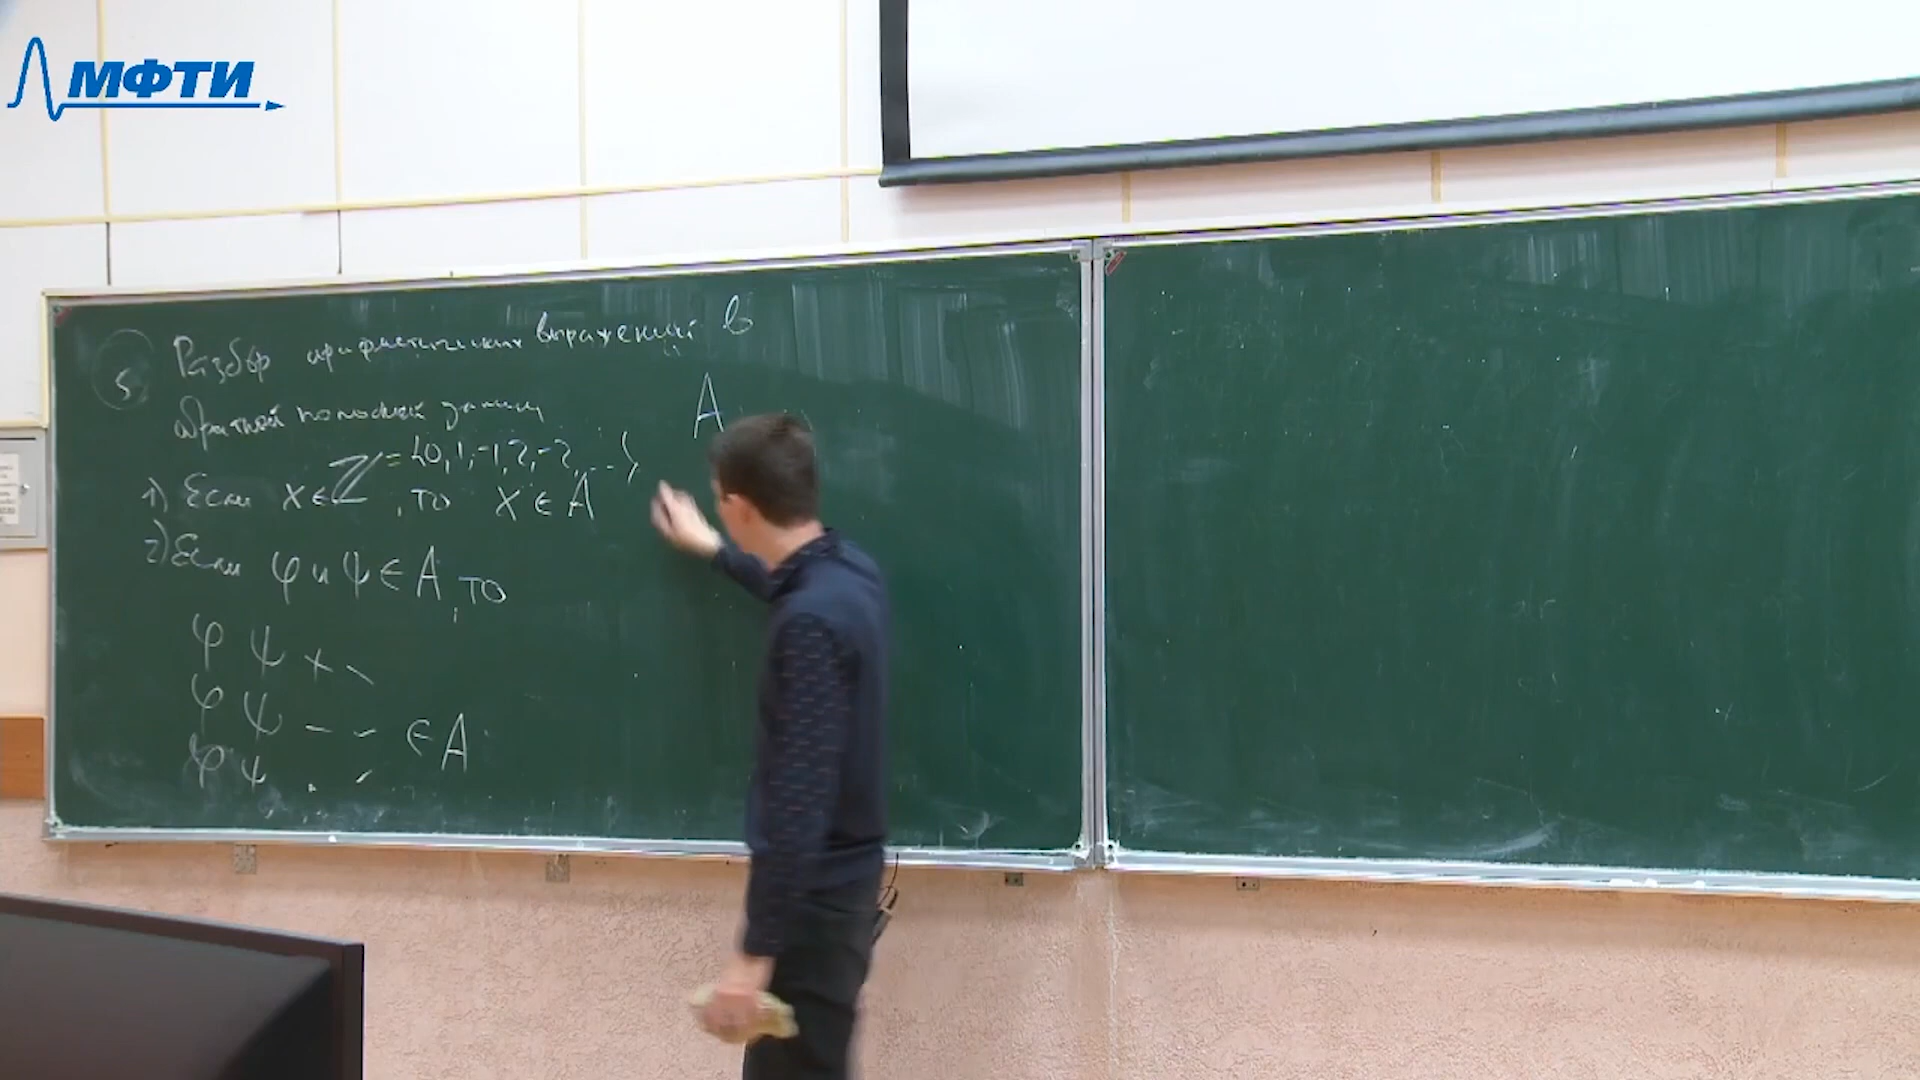 МФТИ
5 Разбор арифметических выражений в
обратной польской записи
A
1) Если x ∈ ℤ = {0, 1, -1, 2, -2, ...}, то x ∈ A
2) Если φ и ψ ∈ A, то
φ ψ +
φ ψ - ∈ A
φ ψ ·